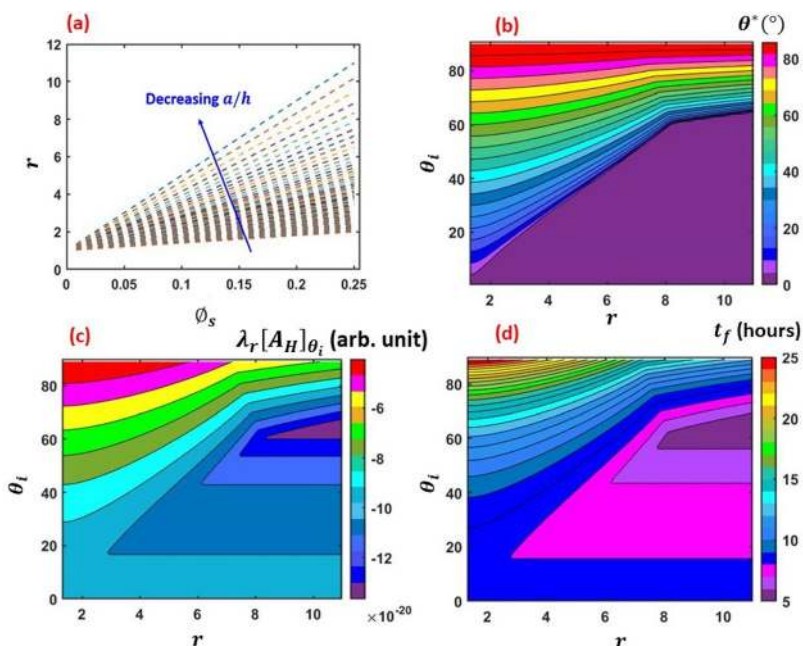 (a)
12
10
8
6
4
2
0
r
Decreasing a/h
0 0.05 0.1 0.15 0.2 0.25
∅s
(b)
θ*(°)
80
60
40
20
θi
2 4 6 8 10
r
80
60
40
20
0
(c)
λr[AH]θi (arb. unit)
80
60
40
20
0
θi
2 4 6 8 10
r
-6
-8
-10
-12
×10-20
(d)
tf (hours)
80
60
40
20
0
θi
2 4 6 8 10
r
25
20
15
10
5